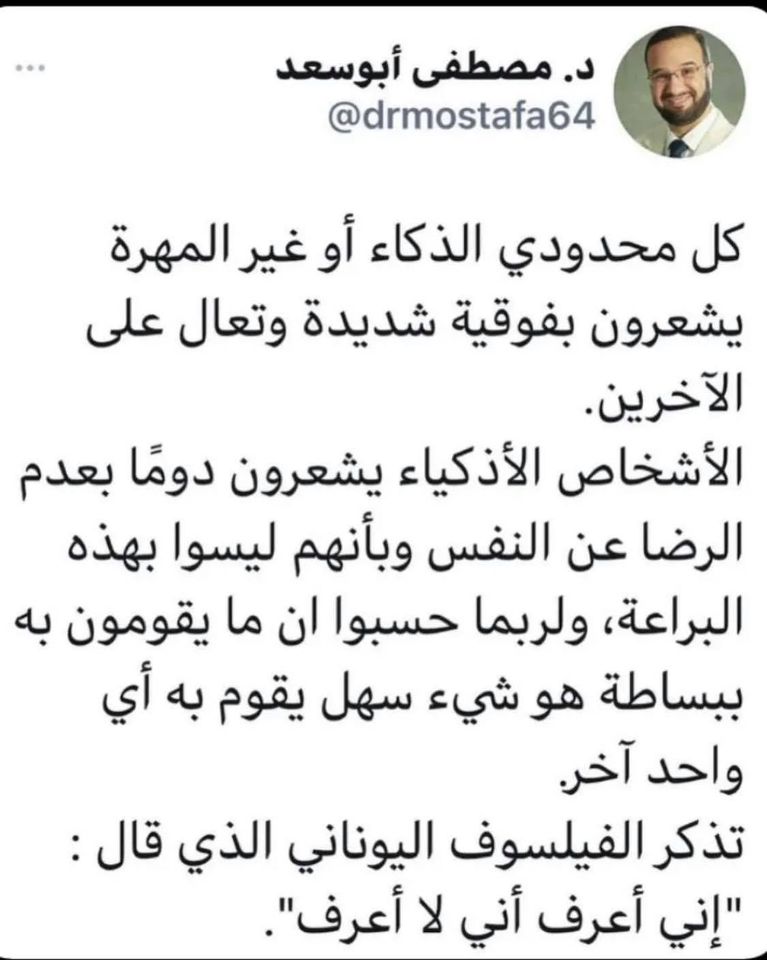 د. مصطفى أبوسعد
@drmostafa64
كل محدودي الذكاء أو غير المهرة
يشعرون بفوقية شديدة وتعال على
الآخرين.
الأشخاص الأذكياء يشعرون دومًا بعدم
الرضا عن النفس وبأنهم ليسوا بهذه
البراعة، ولربما حسبوا ان ما يقومون به
ببساطة هو شيء سهل يقوم به أي
واحد آخر.
تذكر الفيلسوف اليوناني الذي قال :
"إني أعرف أني لا أعرف".